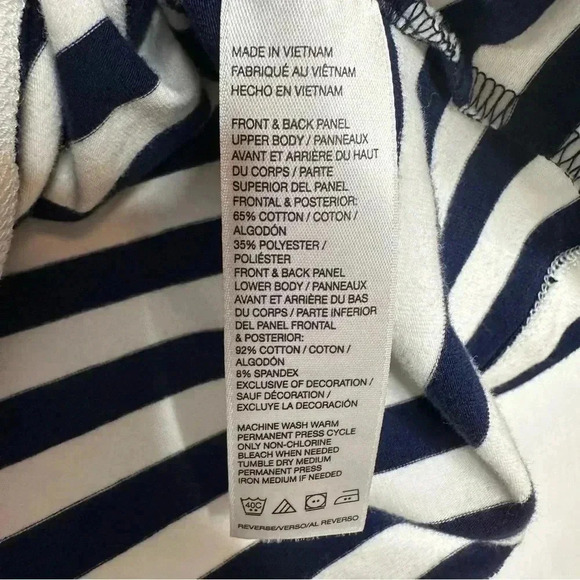 MADE IN VIETNAM
FABRIQUÉ AU VIÊTNAM
HECHO EN VIETNAM
FRONT & BACK PANEL
UPPER BODY / PANNEAUX
AVANT ET ARRIÈRE DU HAUT
DU CORPS / PARTE
SUPERIOR DEL PANEL
FRONTAL & POSTERIOR:
65% COTTON / COTON /
ALGODÓN
35% POLYESTER /
POLIÉSTER
FRONT & BACK PANEL
LOWER BODY / PANNEAUX
AVANT ET ARRIÈRE DU BAS
DU CORPS / PARTE INFERIOR
DEL PANEL FRONTAL
& POSTERIOR:
92% COTTON / COTON /
ALGODÓN
8% SPANDEX
EXCLUSIVE OF DECORATION /
SAUF DÉCORATION /
EXCLUYE LA DECORACIÓN
MACHINE WASH WARM
PERMANENT PRESS CYCLE
ONLY NON-CHLORINE
BLEACH WHEN NEEDED
TUMBLE DRY MEDIUM
PERMANENT PRESS
IRON MEDIUM IF NEEDED
40C
REVERSE/VERSO/AL REVERSO